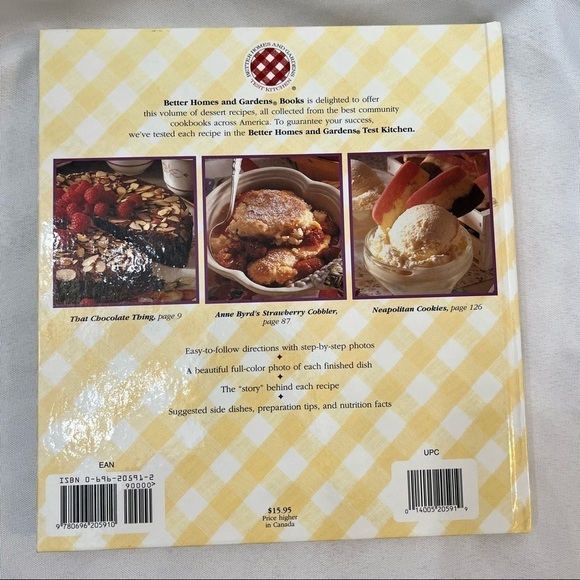 BETTER HOMES AND GARDENS
TEST KITCHEN
®
Better Homes and Gardens® Books is delighted to offer
this volume of dessert recipes, all collected from the best community
cookbooks across America. To guarantee your success,
we've tested each recipe in the Better Homes and Gardens® Test Kitchen.
That Chocolate Thing, page 9
Anne Byrd's Strawberry Cobbler,
page 87
Neapolitan Cookies, page 126
Easy-to-follow directions with step-by-step photos
A beautiful full-color photo of each finished dish
The "story" behind each recipe
Suggested side dishes, preparation tips, and nutrition facts
EAN
ISBN 0-696-20591-2
90000>
9 780696 205910
$15.95
Price higher
in Canada
UPC
0 14005 20591 9